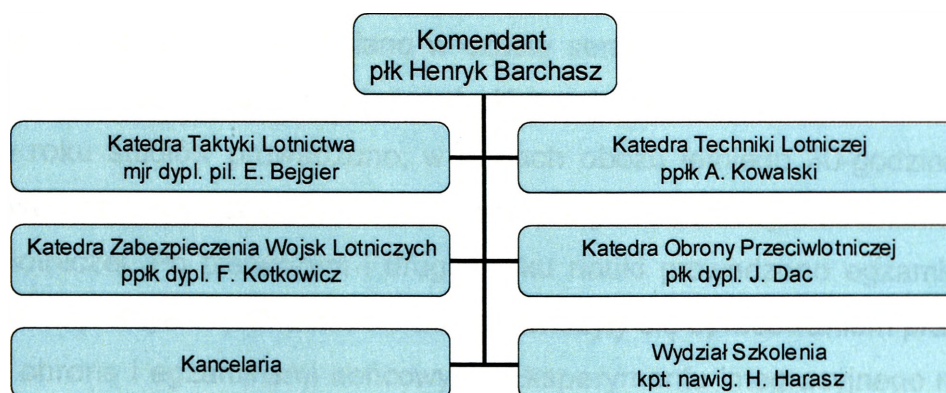 Komendant
płk Henryk Barchasz
Katedra Taktyki Lotnictwa
mjr dypl. pil. E. Bejgier
Katedra Techniki Lotniczej
ppłk A. Kowalski
Katedra Zabezpieczenia Wojsk Lotniczych
ppłk dypl. F. Kotkowicz
Katedra Obrony Przeciwlotniczej
płk dypl. J. Dac
Kancelaria
Wydział Szkolenia
kpt. nawig. H. Harasz